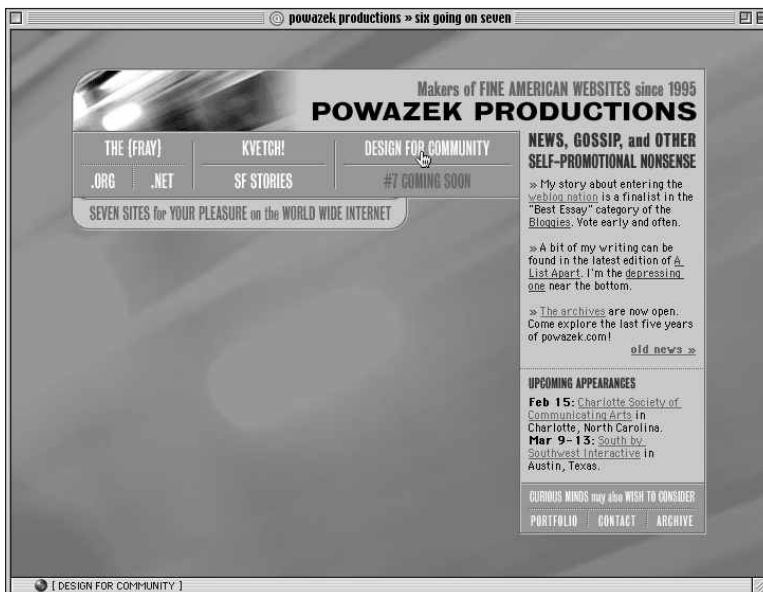 powazek productions » six going on seven
Makers of FINE AMERICAN WEBSITES since 1995
POWAZEK PRODUCTIONS
THE {FRAY}
KVETCH!
DESIGN FOR COMMUNITY
.ORG
.NET
SF STORIES
#7 COMING SOON
SEVEN SITES for YOUR PLEASURE on the WORLD WIDE INTERNET
NEWS, GOSSIP, and OTHER
SELF-PROMOTIONAL NONSENSE
» My story about entering the
weblog nation is a finalist in the
"Best Essay" category of the
Bloggies. Vote early and often.
» A bit of my writing can be
found in the latest edition of A
List Apart. I'm the depressing
one near the bottom.
» The archives are now open.
Come explore the last five years
of powazek.com!
old news »
UPCOMING APPEARANCES
Feb 15: Charlotte Society of
Communicating Arts in
Charlotte, North Carolina.
Mar 9-13: South by
Southwest Interactive in
Austin, Texas.
CURIOUS MINDS may also WISH TO CONSIDER
PORTFOLIO
CONTACT
ARCHIVE
[ DESIGN FOR COMMUNITY ]